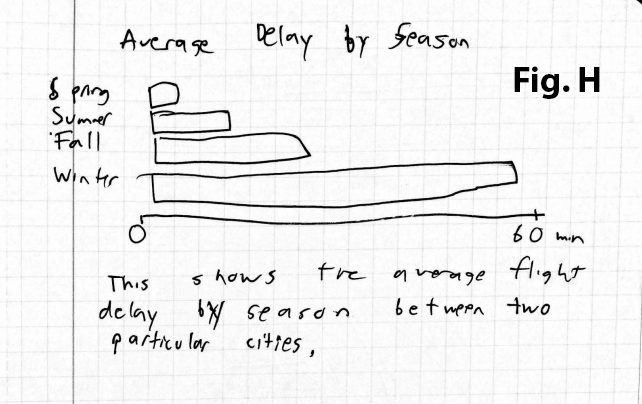 Average Delay by Season
Fig. H
Spring
Summer
Fall
Winter
0
60 min
This shows the average flight
delay by season between two
particular cities.